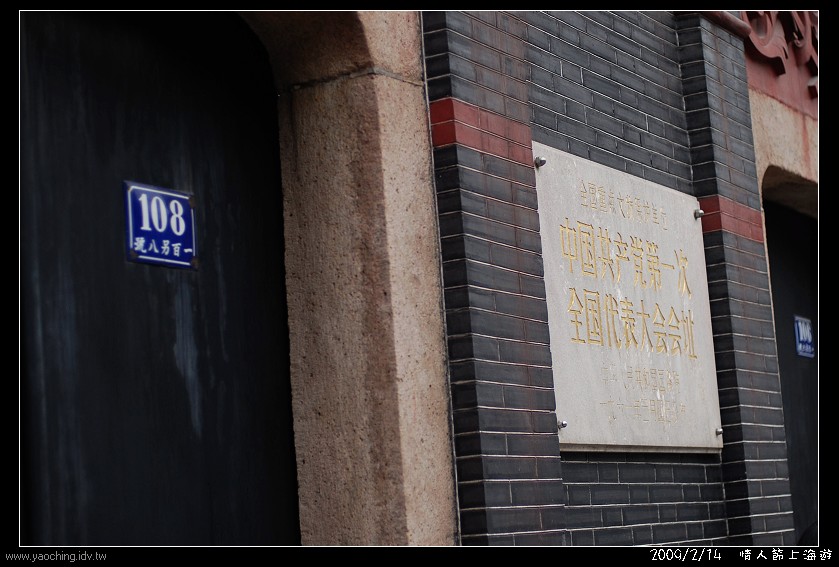 108
號八另百一
全国重点文物保护单位
中国共产党第一次
全国代表大会会址
106
www.yaoching.idv.tw
2009/2/14 情人節上海遊